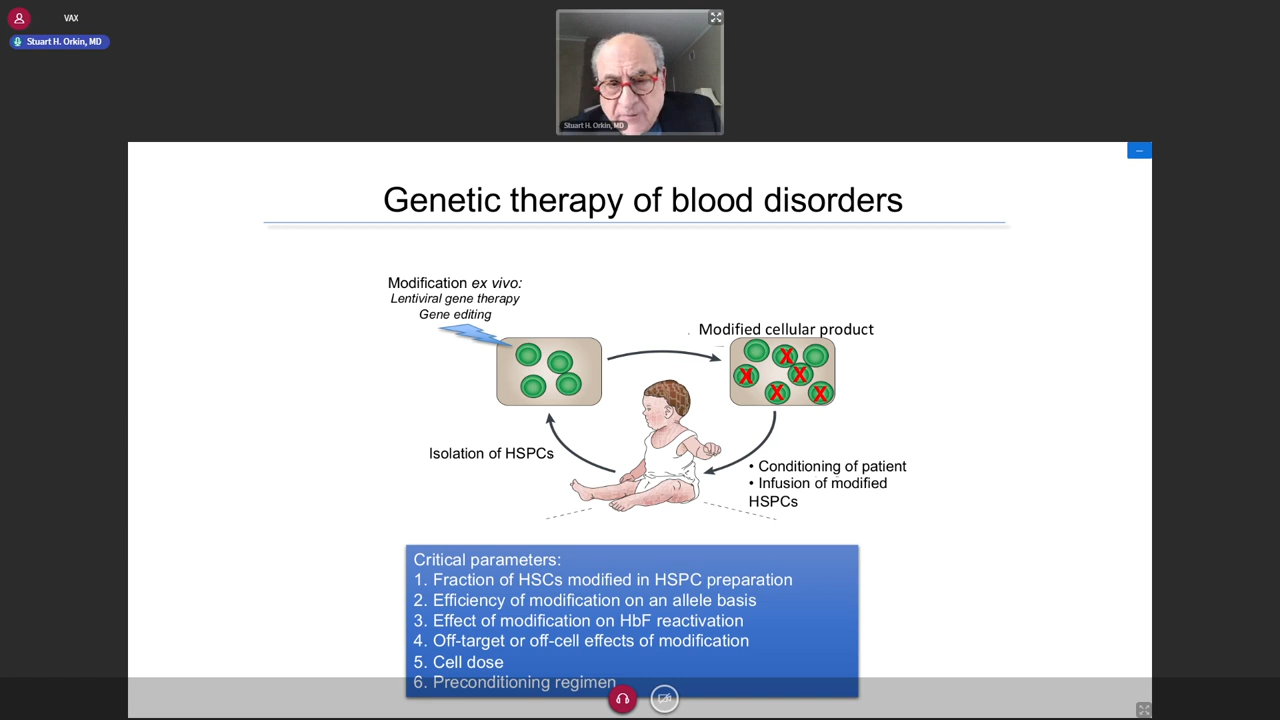 VAX
Stuart H. Orkin, MD
Stuart H. Orkin, MD
Genetic therapy of blood disorders
Modification ex vivo:
Lentiviral gene therapy
Gene editing
Modified cellular product
X
X
X
X
X
Isolation of HSPCs
• Conditioning of patient
• Infusion of modified
HSPCs
Critical parameters:
1. Fraction of HSCs modified in HSPC preparation
2. Efficiency of modification on an allele basis
3. Effect of modification on HbF reactivation
4. Off-target or off-cell effects of modification
5. Cell dose
6. Preconditioning regimen